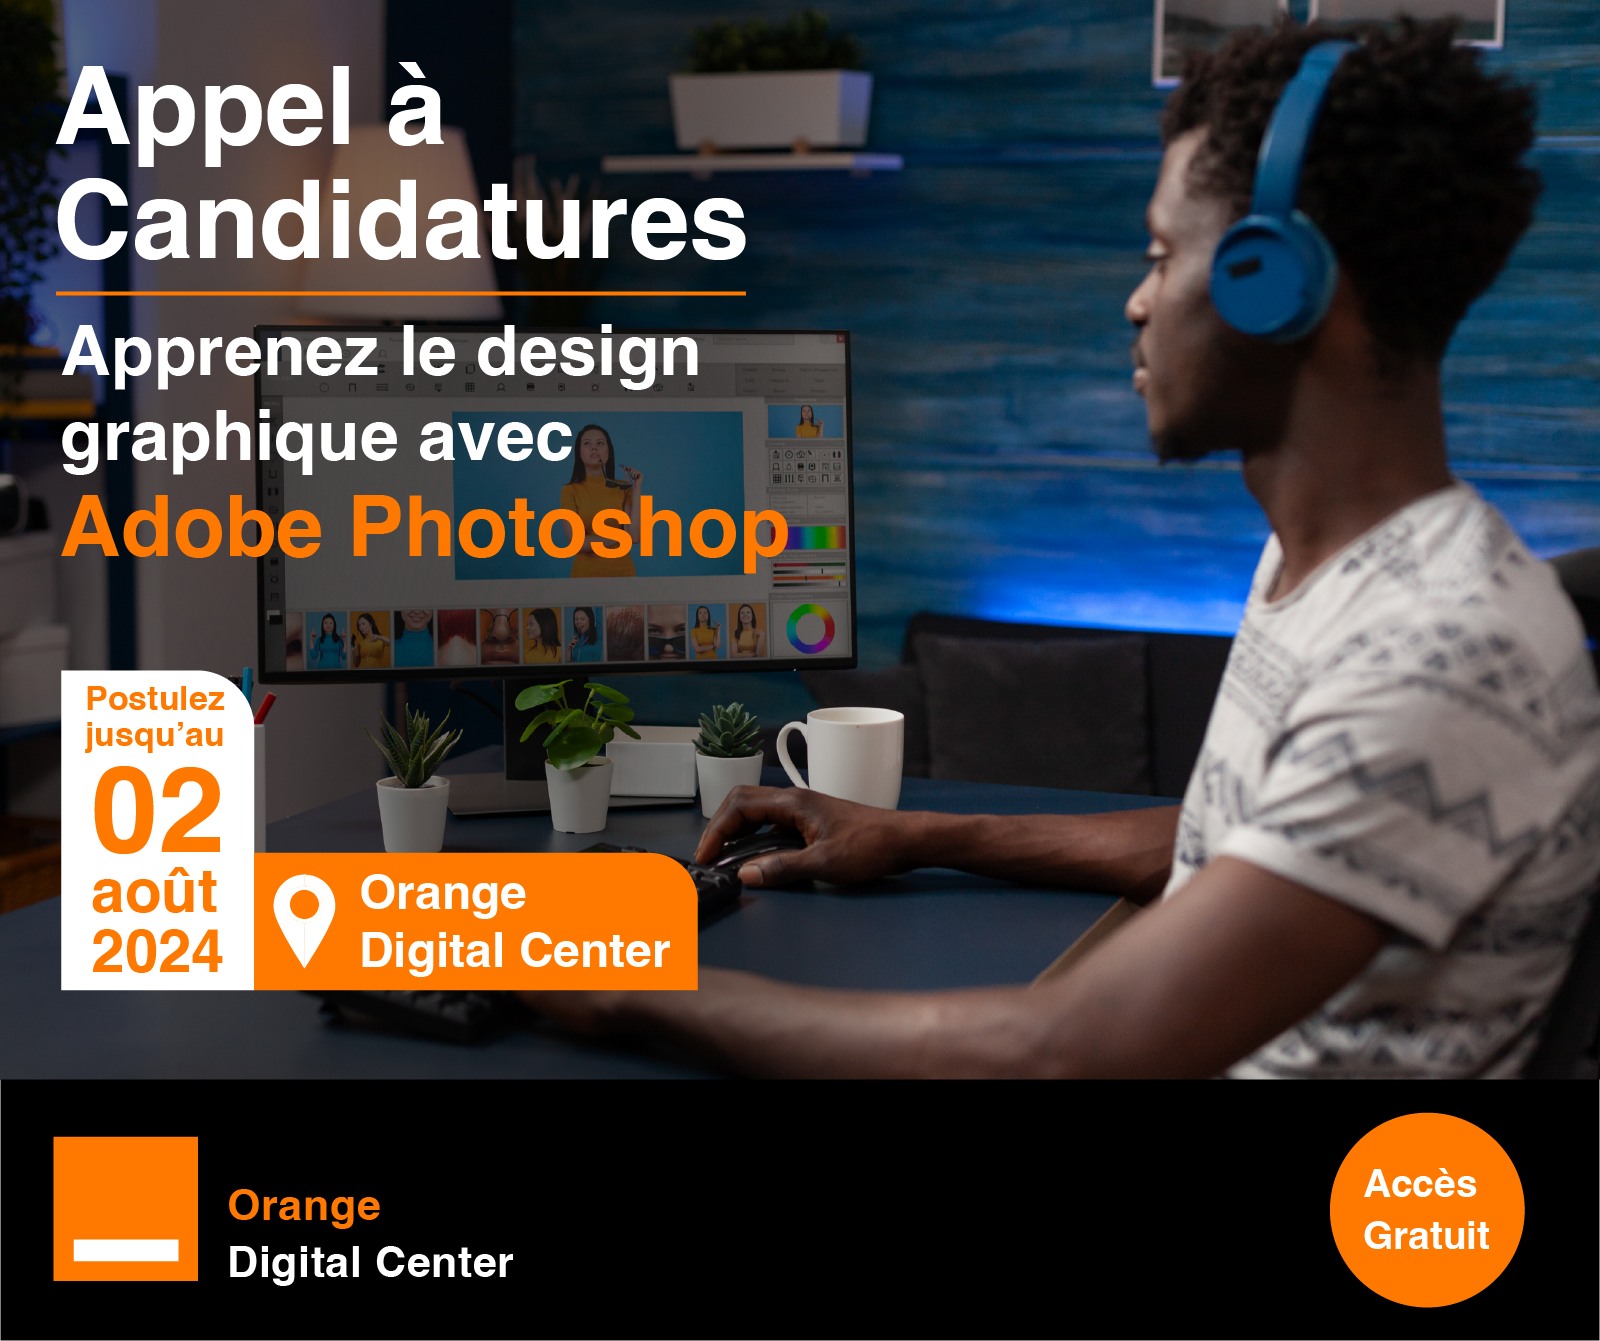 Appel à
Candidatures
Apprenez le design
graphique avec
Adobe Photoshop
Postulez
jusqu’au
02
août
2024
Orange
Digital Center
Orange
Digital Center
Accès
Gratuit